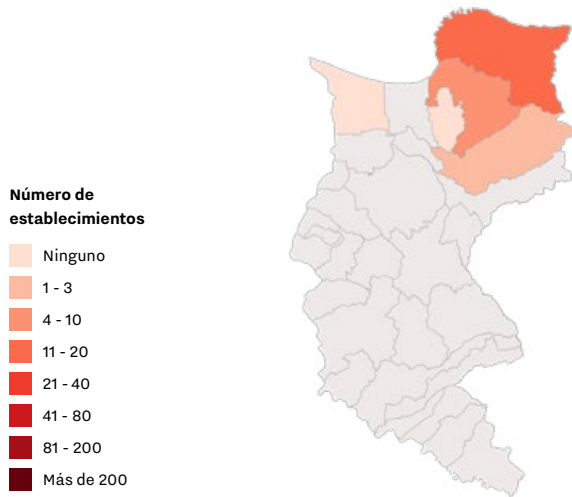 Número de
establecimientos
Ninguno
1 - 3
4 - 10
11 - 20
21 - 40
41 - 80
81 - 200
Más de 200